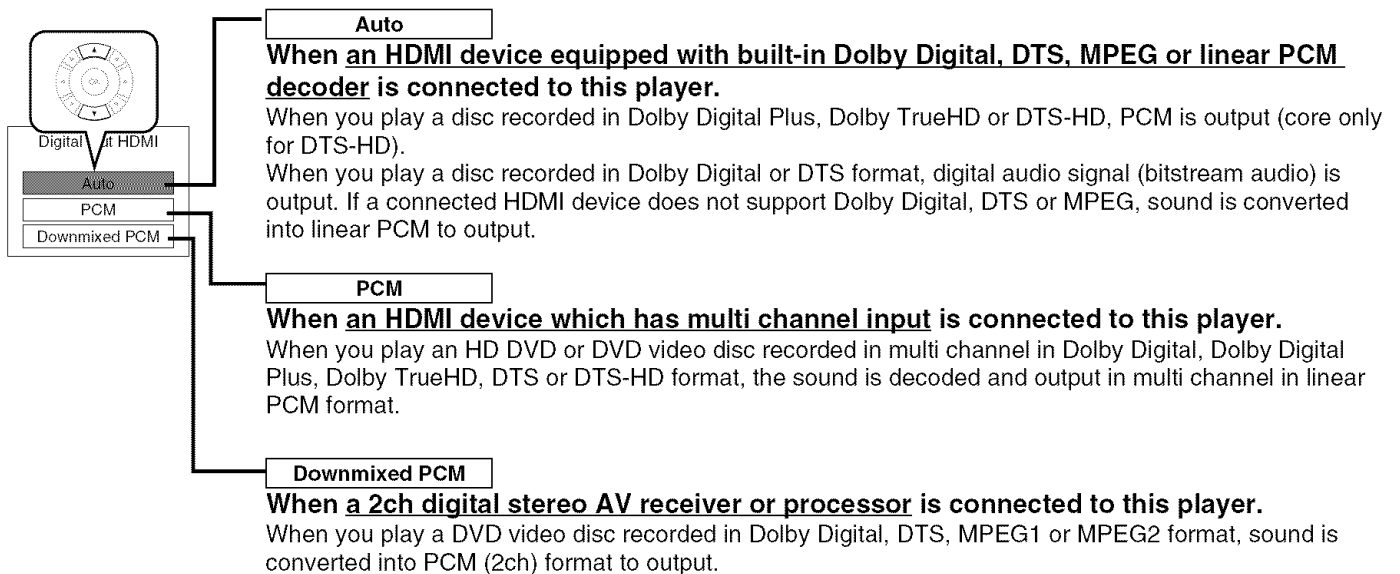 Auto
When an HDMI device equipped with built-in Dolby Digital, DTS, MPEG or linear PCM
decoder is connected to this player.
When you play a disc recorded in Dolby Digital Plus, Dolby TrueHD or DTS-HD, PCM is output (core only
for DTS-HD).
When you play a disc recorded in Dolby Digital or DTS format, digital audio signal (bitstream audio) is
output. If a connected HDMI device does not support Dolby Digital, DTS or MPEG, sound is converted
into linear PCM to output.
Digital ut HDMI
Auto
PCM
Downmixed PCM
PCM
When an HDMI device which has multi channel input is connected to this player.
When you play an HD DVD or DVD video disc recorded in multi channel in Dolby Digital, Dolby Digital
Plus, Dolby TrueHD, DTS or DTS-HD format, the sound is decoded and output in multi channel in linear
PCM format.
Downmixed PCM
When a 2ch digital stereo AV receiver or processor is connected to this player.
When you play a DVD video disc recorded in Dolby Digital, DTS, MPEG1 or MPEG2 format, sound is
converted into PCM (2ch) format to output.